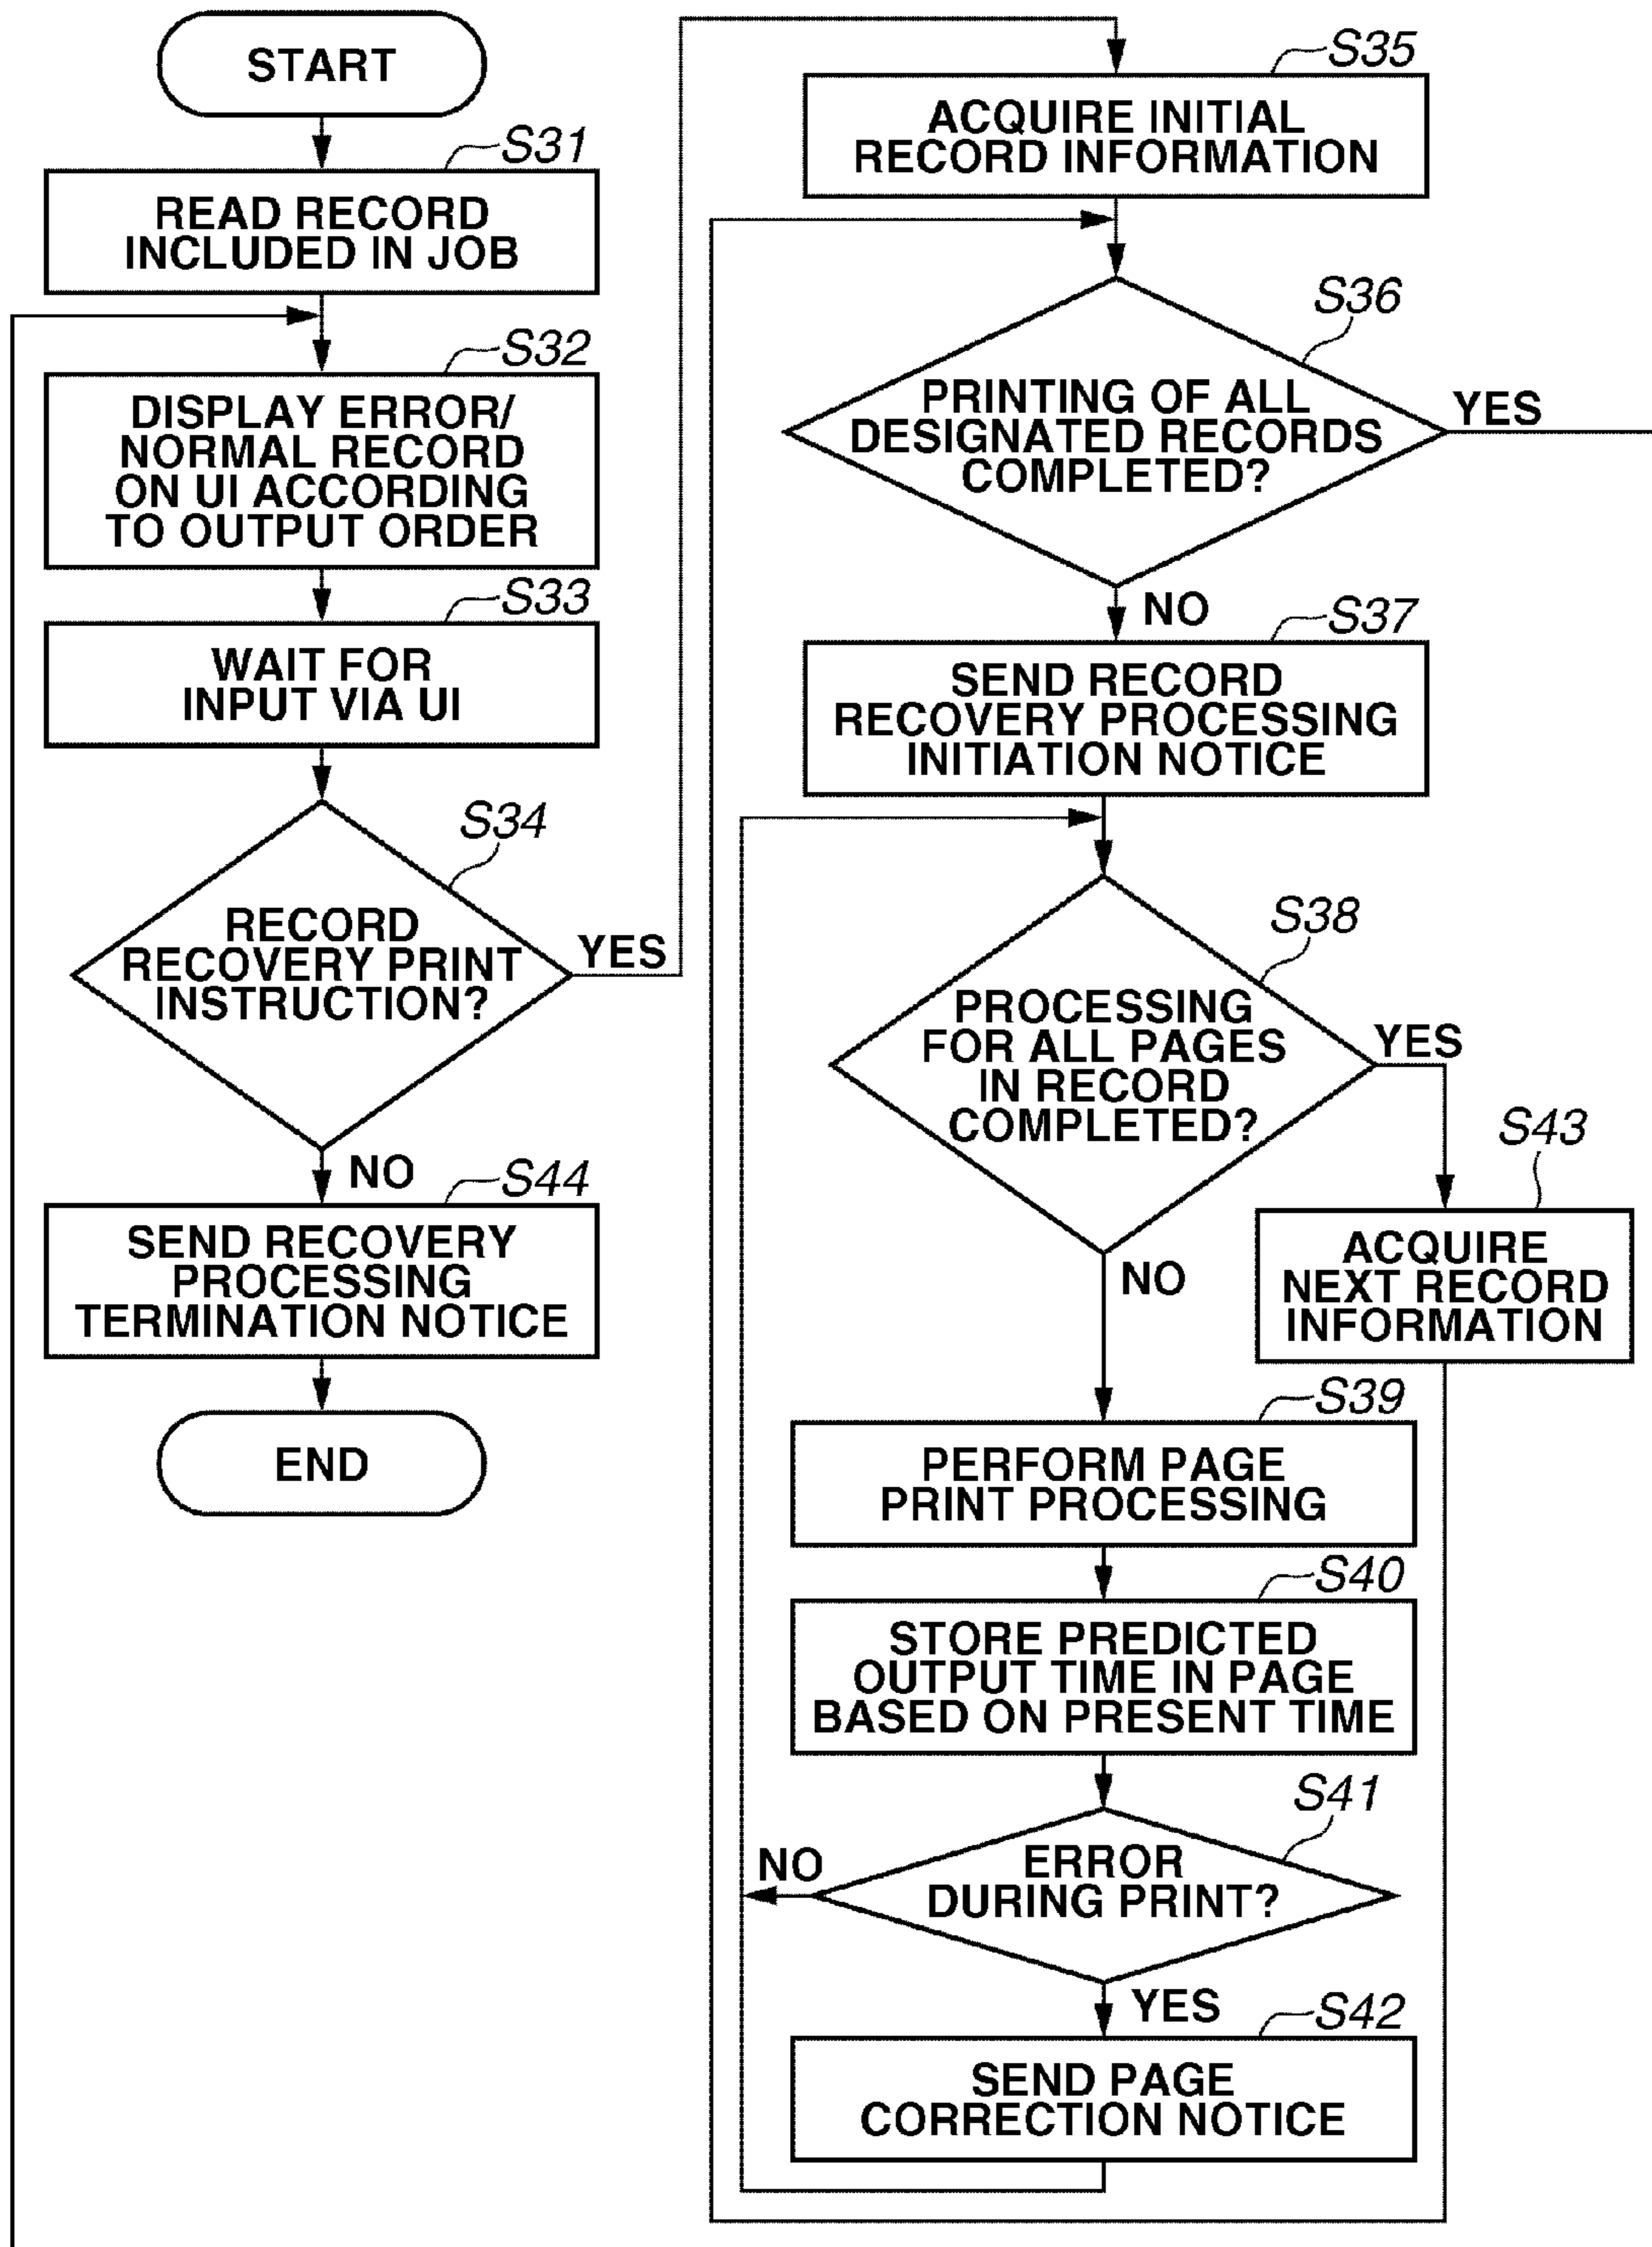 START
S31
READ RECORD
INCLUDED IN JOB
S32
DISPLAY ERROR/
NORMAL RECORD
ON UI ACCORDING
TO OUTPUT ORDER
S33
WAIT FOR
INPUT VIA UI
S34
RECORD
RECOVERY PRINT
INSTRUCTION?
YES
NO
S44
SEND RECOVERY
PROCESSING
TERMINATION NOTICE
END
S35
ACQUIRE INITIAL
RECORD INFORMATION
S36
PRINTING OF ALL
DESIGNATED RECORDS
COMPLETED?
YES
NO
S37
SEND RECORD
RECOVERY PROCESSING
INITIATION NOTICE
S38
PROCESSING
FOR ALL PAGES
IN RECORD
COMPLETED?
YES
S43
ACQUIRE
NEXT RECORD
INFORMATION
NO
S39
PERFORM PAGE
PRINT PROCESSING
S40
STORE PREDICTED
OUTPUT TIME IN PAGE
BASED ON PRESENT TIME
S41
ERROR
DURING PRINT?
NO
YES
S42
SEND PAGE
CORRECTION NOTICE